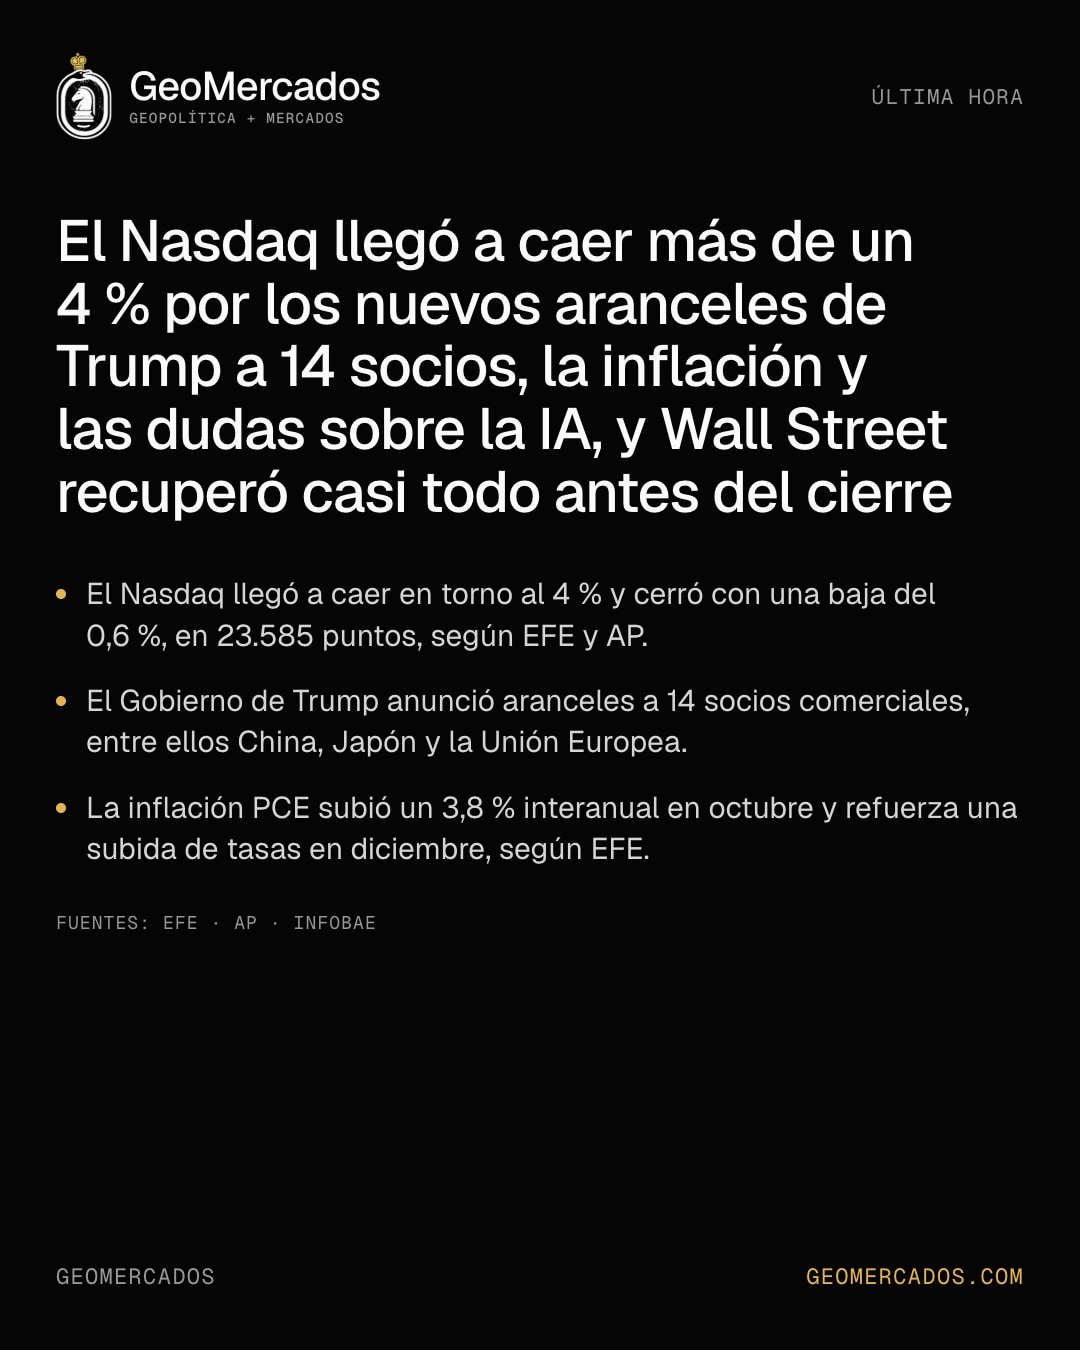 GeoMercados
GEOPOLÍTICA + MERCADOS
ÚLTIMA HORA
El Nasdaq llegó a caer más de un
4 % por los nuevos aranceles de
Trump a 14 socios, la inflación y
las dudas sobre la IA, y Wall Street
recuperó casi todo antes del cierre
• El Nasdaq llegó a caer en torno al 4 % y cerró con una baja del
0,6 %, en 23.585 puntos, según EFE y AP.
• El Gobierno de Trump anunció aranceles a 14 socios comerciales,
entre ellos China, Japón y la Unión Europea.
• La inflación PCE subió un 3,8 % interanual en octubre y refuerza una
subida de tasas en diciembre, según EFE.
FUENTES: EFE · AP · INFOBAE
GEOMERCADOS
GEOMERCADOS.COM